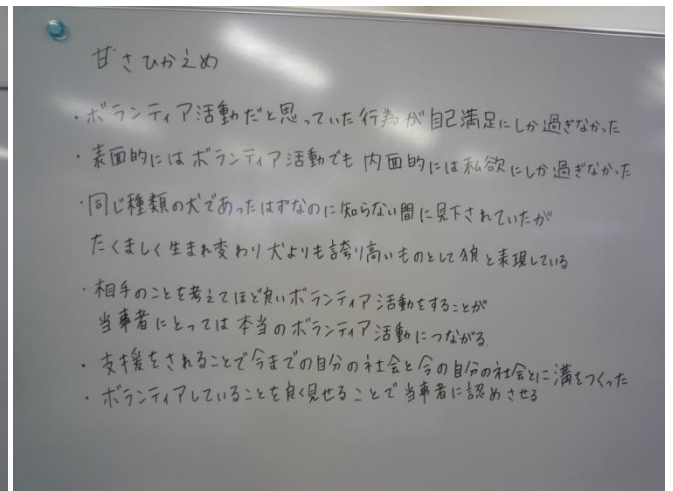 甘さひかえめ
・ボランティア活動だと思っていた行為が自己満足にしか過ぎなかった
・表面的にはボランティア活動でも内面的には私欲にしか過ぎなかった
・同じ種類の犬であったはずなのに知らない間に見下されていたが
たくましく生まれ変わり犬よりも誇り高いものとして狼と表現している
・相手のことを考えてほど良いボランティア活動をすることが
当事者にとっては本当のボランティア活動につながる。
・支援をされることで今までの自分の社会と今の自分の社会とに溝をつくった
・ボランティアしていることを良く見せることで当事者に認めさせる